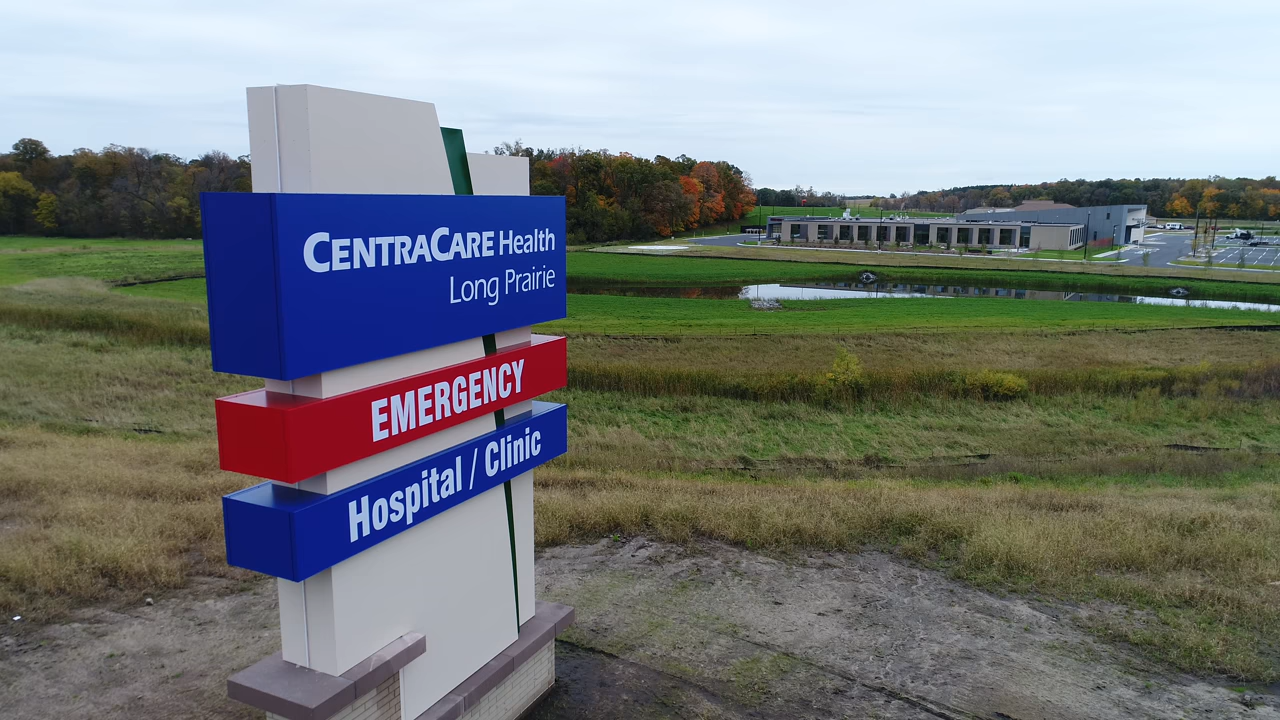 CENTRACARE Health
Long Prairie
EMERGENCY
Hospital / Clinic